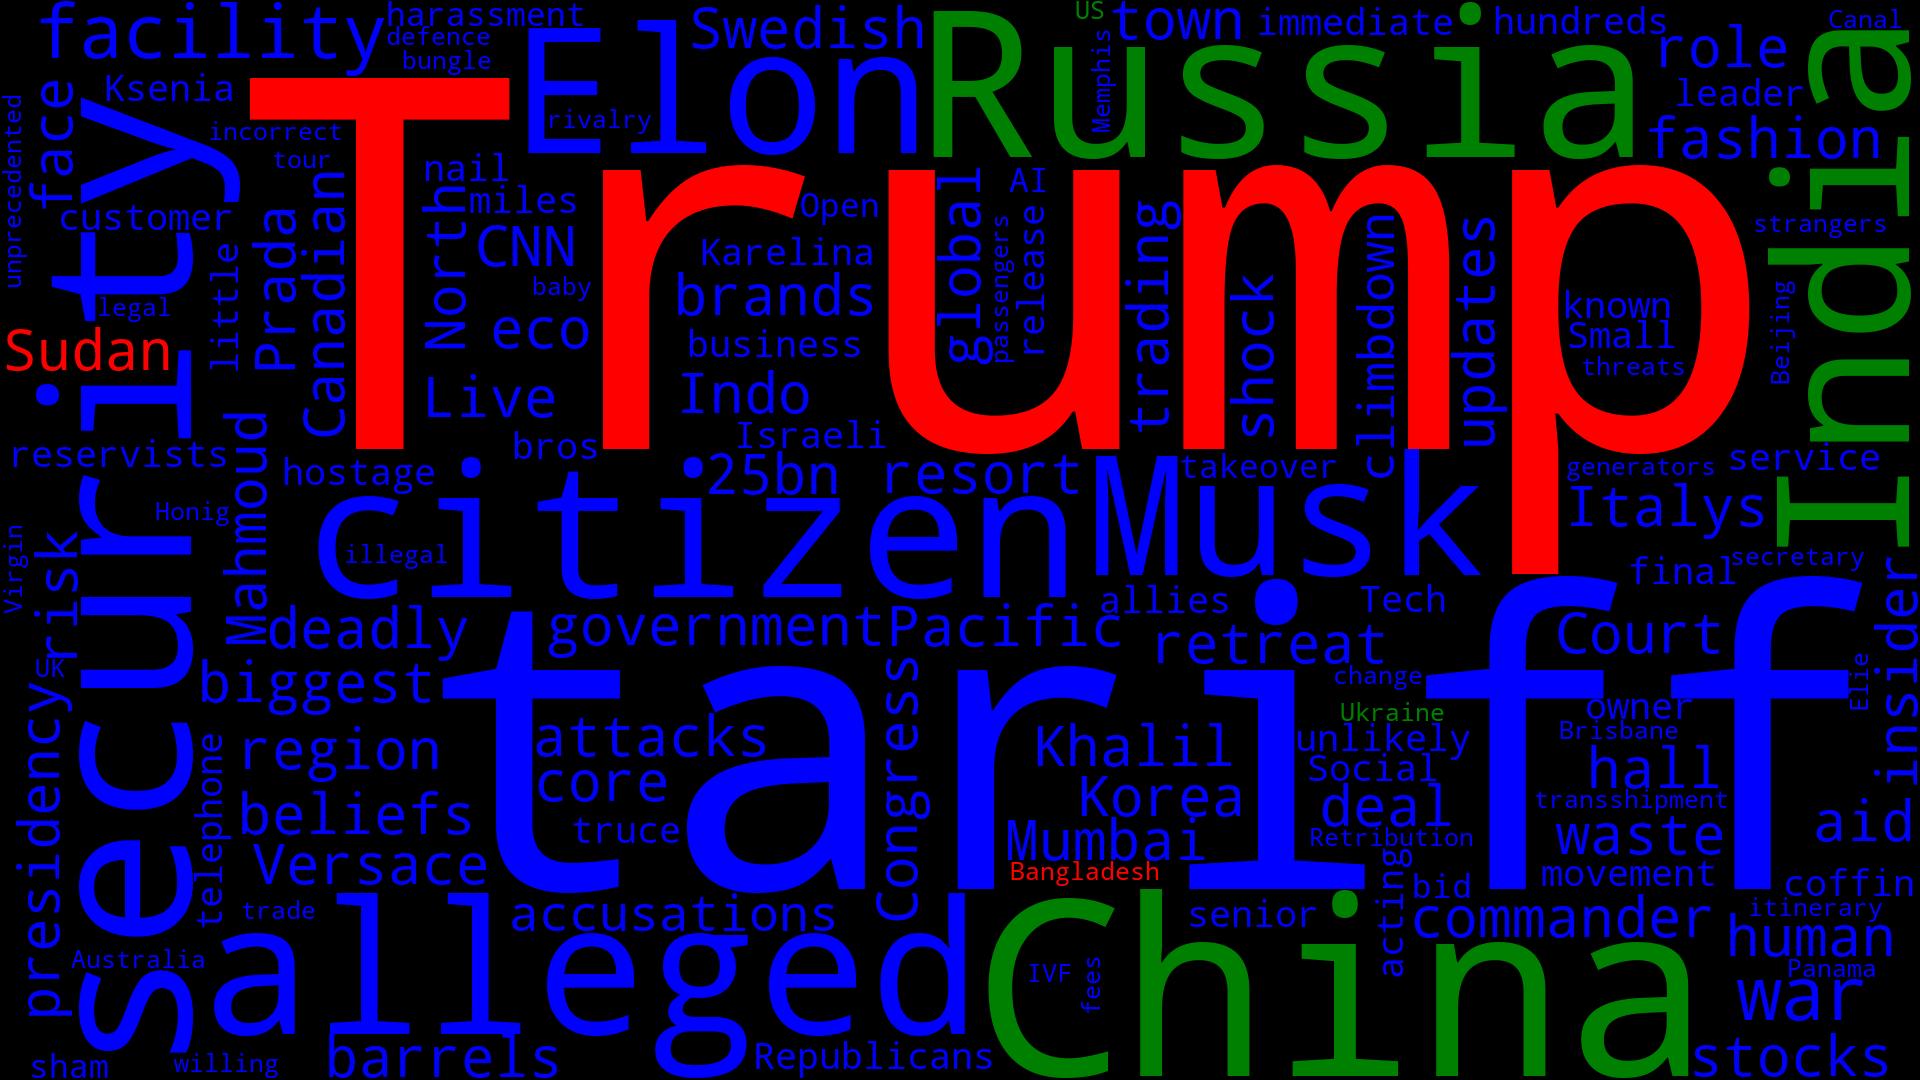 facility
harassment
defence
bungle
Elon
Swedish
Russia
US
town
immediate
hundreds
role
Canal
leader
fashion
India
Ksenia
face
unprecedented
incorrect
tour
Trump
rivalry
Memphis
security
customer
legal
little
Prada
Canadian
nail
miles
North
CNN
baby
eco
Open
Karelina
brands
business
global
passengers
AI
release
trading
shock
climbdown
updates
known
Small
threats
strangers
Beijing
Sudan
Live
Indo
Israeli
bros
reservists
Mahmoud
hostage
25bn
resort
Musk
takeover
generators
service
Italys
Honig
citizen
illegal
Virgin
risk
final
secretary
allies
Tech
deadly
government
Pacific
retreat
Court
insider
UK
biggest
tariff
change
Elie
presidency
region
attacks
Congress
Khalil
Ukraine
unlikely
owner
Brisbane
core
Korea
Social
hall
telephone
beliefs
truce
Mumbai
deal
transshipment
waste
aid
Versace
Retribution
Bangladesh
acting
bid
movement
coffin
trade
accusations
senior
commander
itinerary
human
Australia
alleged
China
IVF
fees
Panama
war
sham
willing
barrels
Republicans
stocks